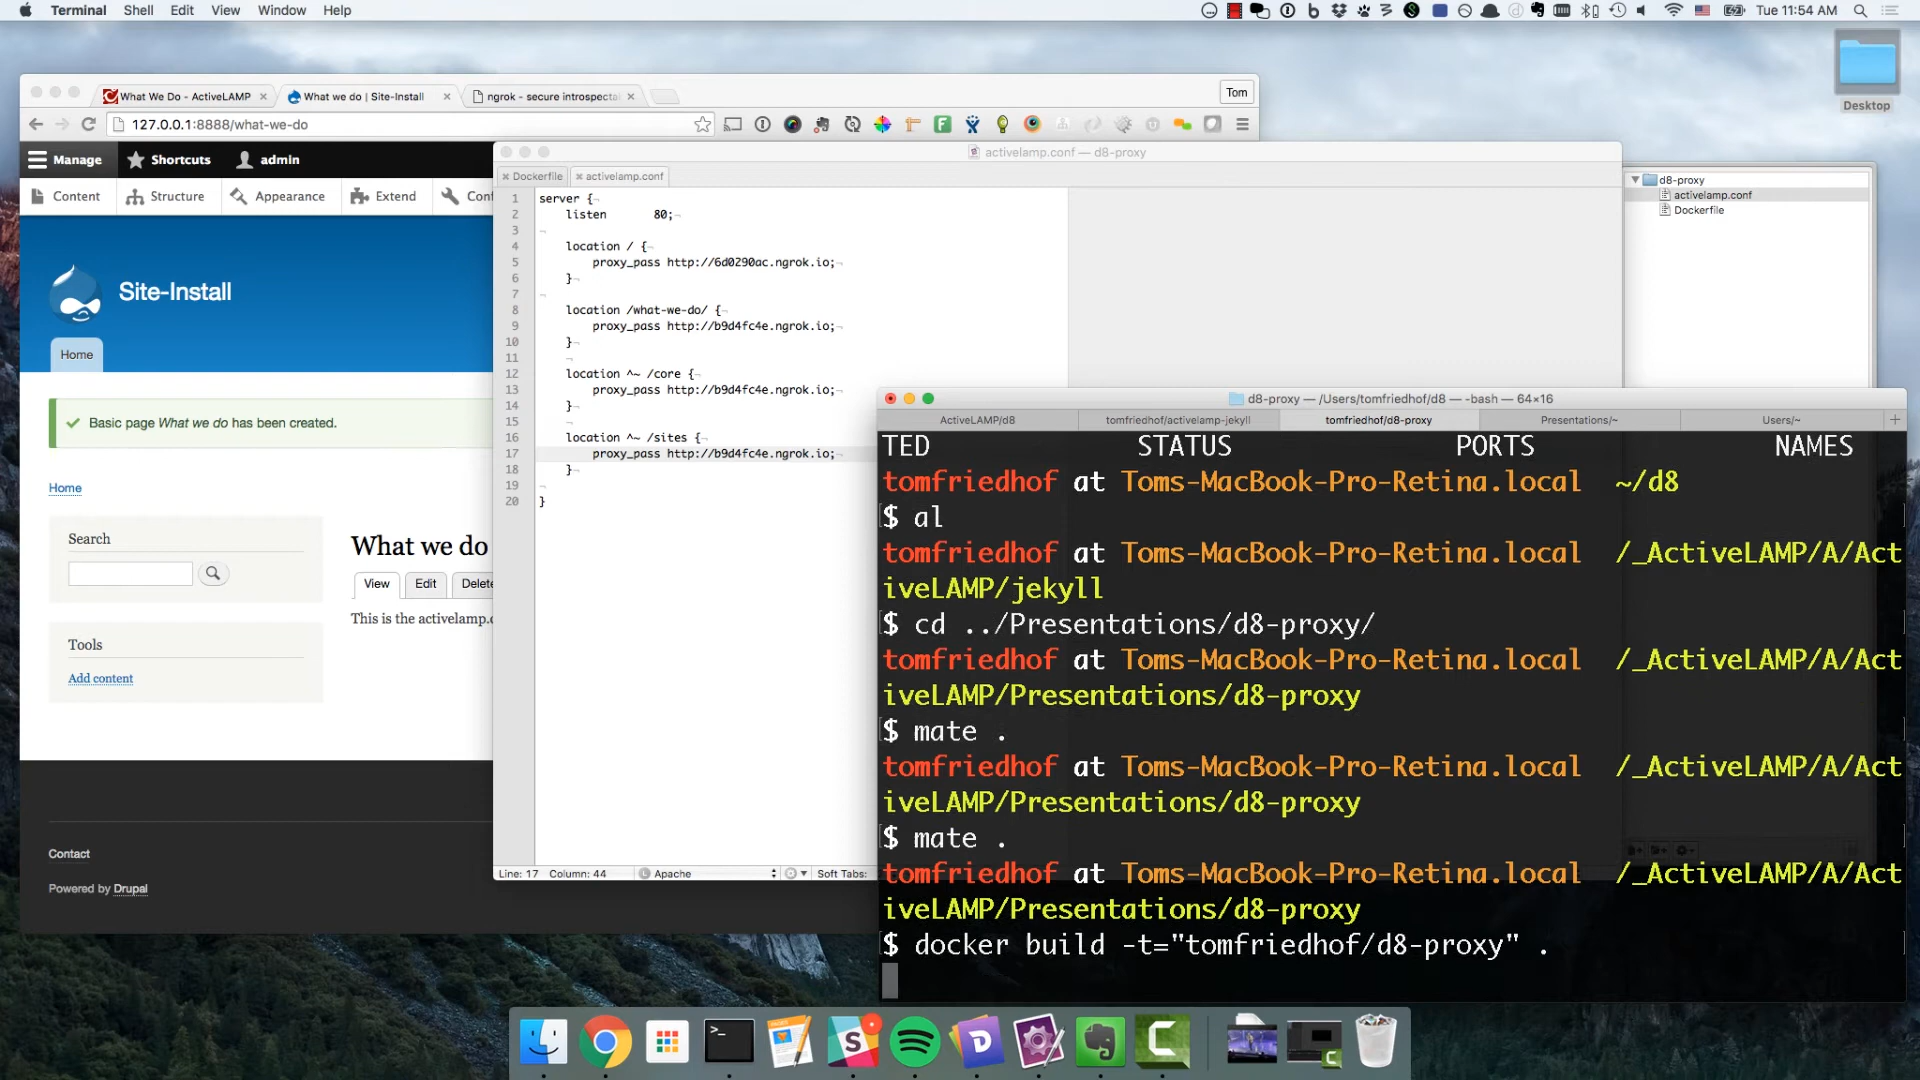 Terminal Shell Edit View Window Help
Tue 11:54 AM
Desktop
What We Do - ActiveLAMP
What we do | Site-Install
ngrok - secure introspectal
Tom
127.0.0.1:8888/what-we-do
Manage Shortcuts admin
Content Structure Appearance Extend Con
Site-Install
Home
Basic page What we do has been created.
Home
Search
What we do
View Edit Delete
This is the activelamp.c
Tools
Add content
Contact
Powered by Drupal
activelamp.conf — d8-proxy
Dockerfile activelamp.conf
1 server {
2 listen 80;
3
4 location / {
5 proxy_pass http://6d0290ac.ngrok.io;
6 }
7
8 location /what-we-do/ {
9 proxy_pass http://b9d4fc4e.ngrok.io;
10 }
11
12 location ^~ /core {
13 proxy_pass http://b9d4fc4e.ngrok.io;
14 }
15
16 location ^~ /sites {
17 proxy_pass http://b9d4fc4e.ngrok.io;
18 }
19
20 }
Line: 17 Column: 44 Apache Soft Tabs:
d8-proxy
activelamp.conf
Dockerfile
d8-proxy — /Users/tomfriedhof/d8 — -bash — 64×16
ActiveLAMP/d8 tomfriedhof/activelamp-jekyll tomfriedhof/d8-proxy Presentations/~ Users/~
TED STATUS PORTS NAMES
tomfriedhof at Toms-MacBook-Pro-Retina.local ~/d8
$ al
tomfriedhof at Toms-MacBook-Pro-Retina.local /_ActiveLAMP/A/Act
iveLAMP/jekyll
$ cd ../Presentations/d8-proxy/
tomfriedhof at Toms-MacBook-Pro-Retina.local /_ActiveLAMP/A/Act
iveLAMP/Presentations/d8-proxy
$ mate .
tomfriedhof at Toms-MacBook-Pro-Retina.local /_ActiveLAMP/A/Act
iveLAMP/Presentations/d8-proxy
$ mate .
tomfriedhof at Toms-MacBook-Pro-Retina.local /_ActiveLAMP/A/Act
iveLAMP/Presentations/d8-proxy
$ docker build -t="tomfriedhof/d8-proxy" .